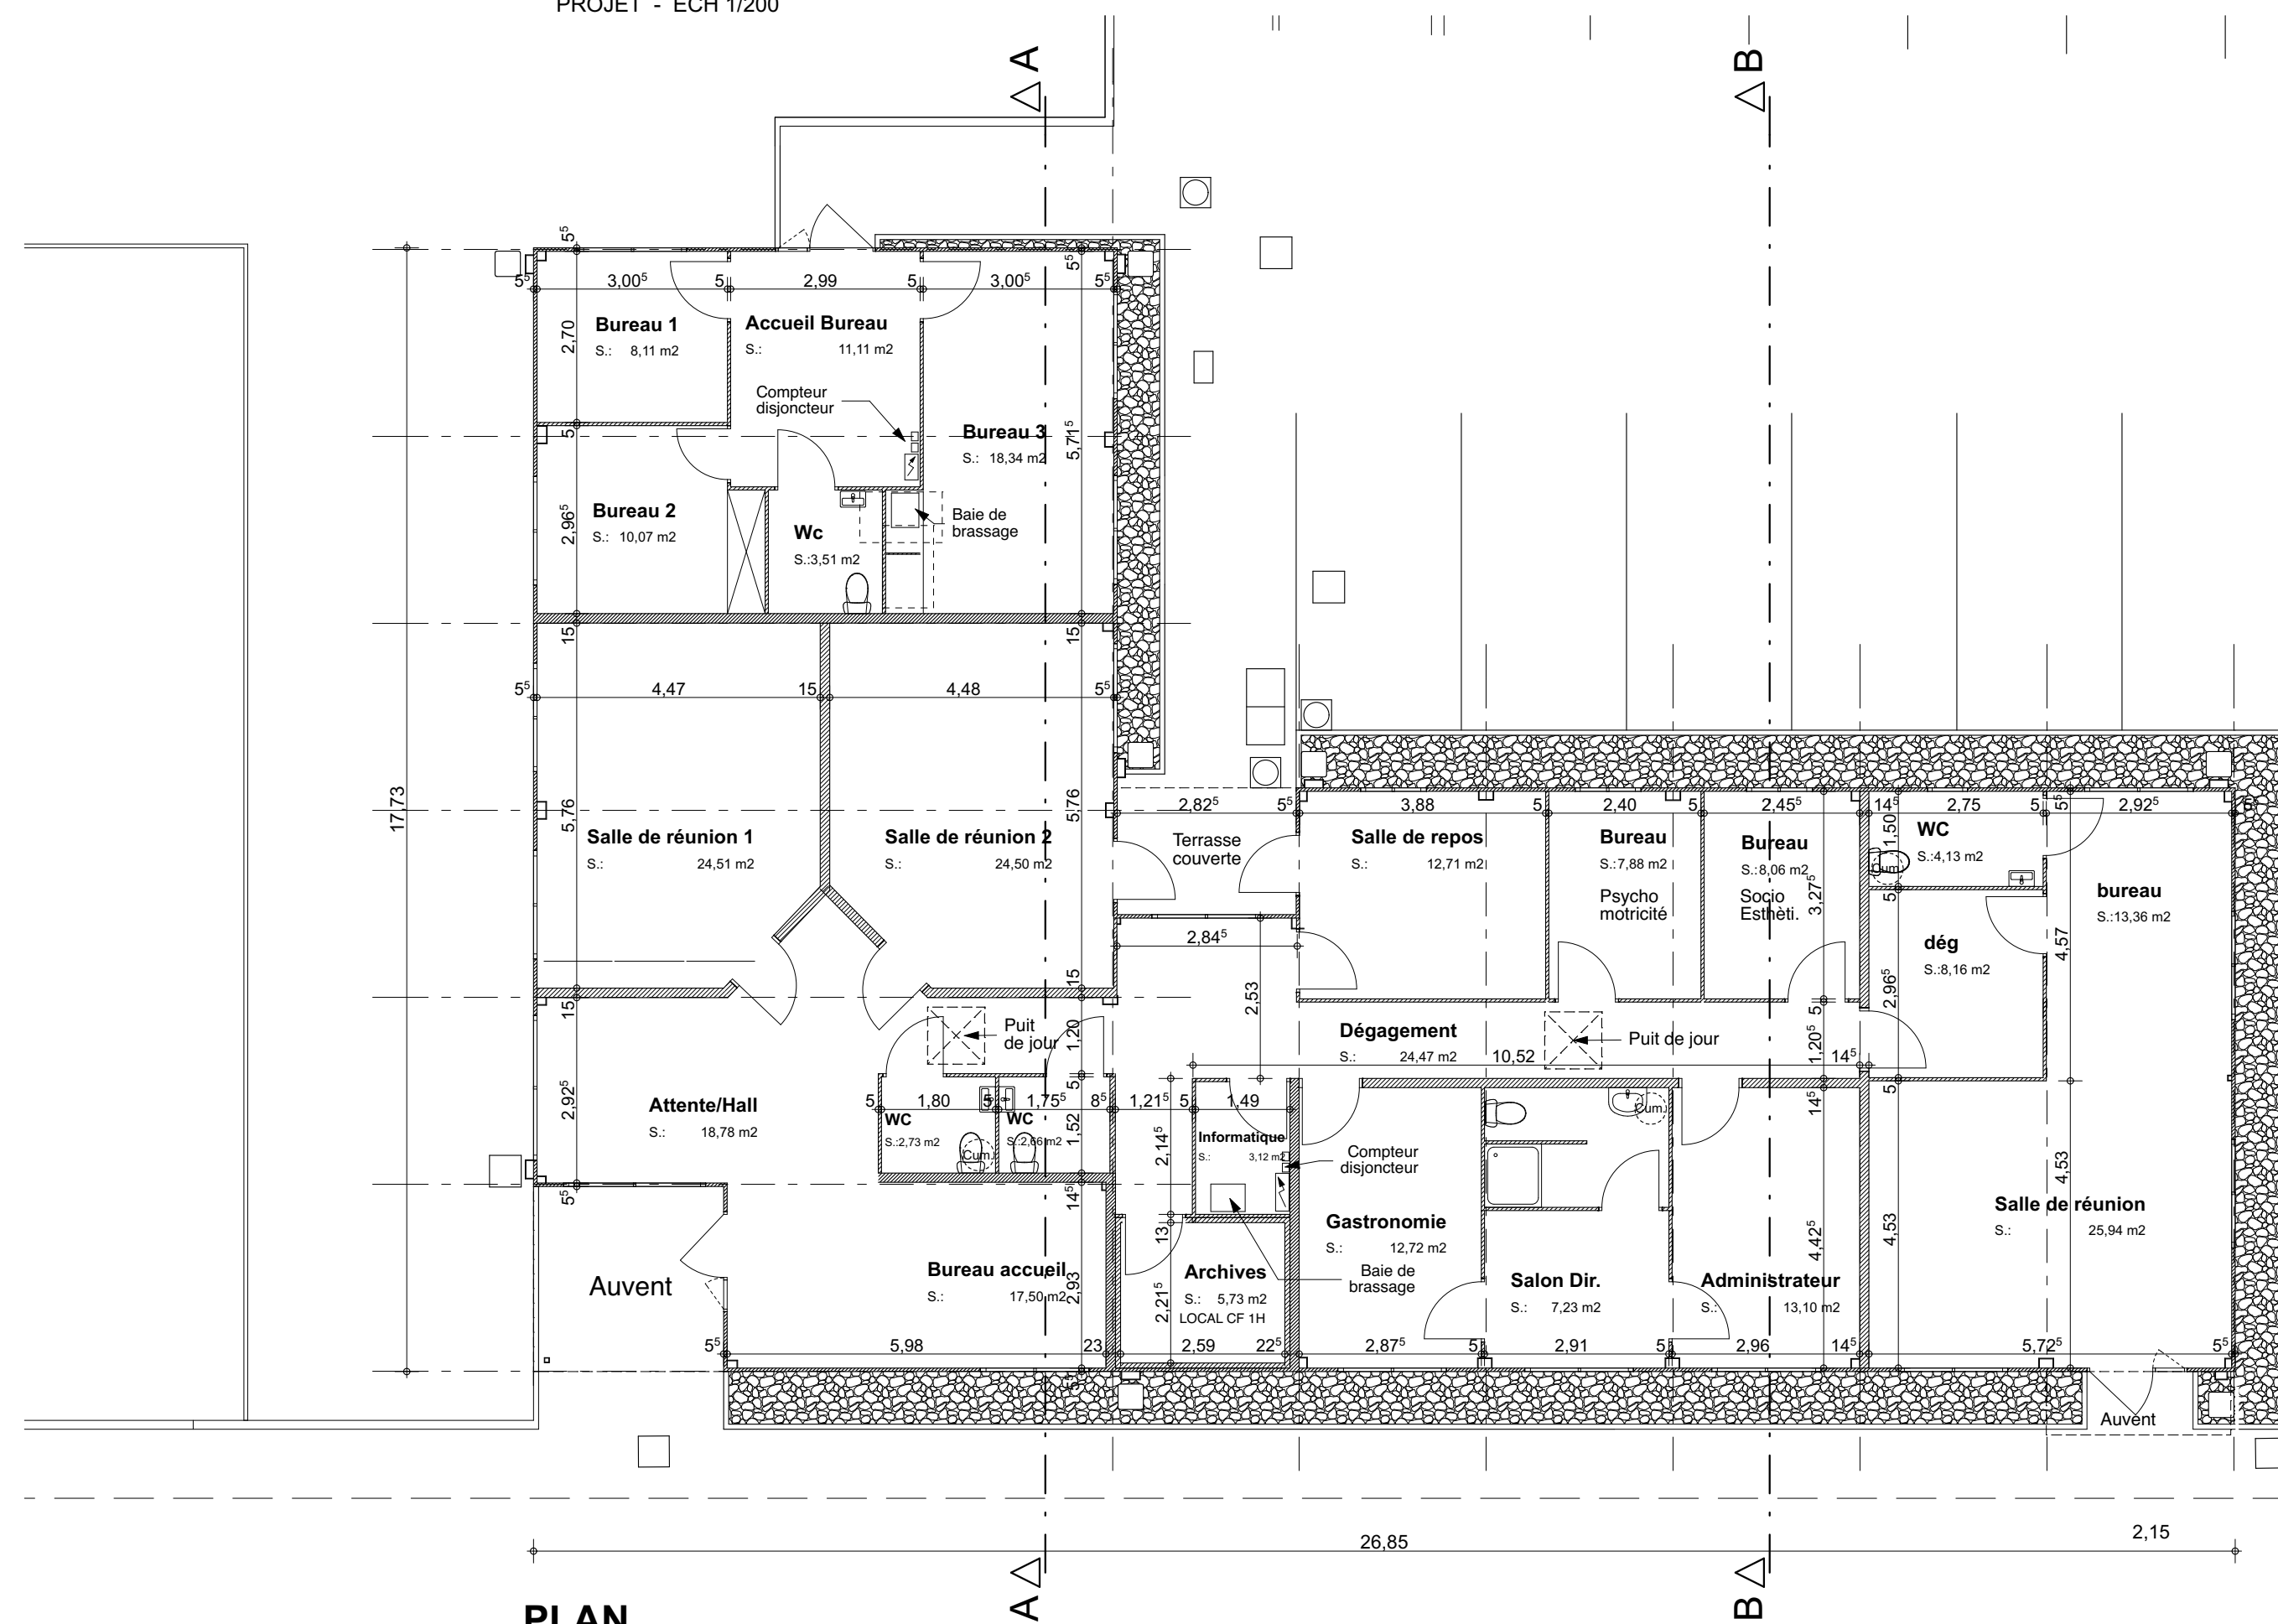 PROJET - ECH 1/200
A
B
5⁵
5⁵
3,00⁵
5
2,99
5
3,00⁵
5⁵
5⁵
Bureau 1
S.: 8,11 m2
2,70
Accueil Bureau
S.: 11,11 m2
Compteur
disjoncteur
5
Bureau 3
S.: 18,34 m2
5,71⁵
Bureau 2
S.: 10,07 m2
2,96⁵
Wc
S.:3,51 m2
Baie de
brassage
15
15
5⁵
4,47
15
4,48
5⁵
17,73
5,76
5,76
Salle de réunion 1
S.: 24,51 m2
Salle de réunion 2
S.: 24,50 m2
15
15
2,82⁵
5⁵
3,88
5
2,40
5
2,45⁵
14⁵
2,75
5
5⁵
2,92⁵
5⁵
Terrasse
couverte
Salle de repos
S.: 12,71 m2
Bureau
S.:7,88 m2
Psycho
motricité
Bureau
S.:8,06 m2
Socio
Esthèti.
3,27⁵
1,50
WC
S.:4,13 m2
Cum.
5
bureau
S.:13,36 m2
dég
S.:8,16 m2
4,57
2,96⁵
2,84⁵
2,53
Puit
de jour
1,20
Dégagement
S.: 24,47 m2
10,52
Puit de jour
5
1,20⁵
14⁵
5
Attente/Hall
S.: 18,78 m2
2,92⁵
5⁵
5
1,80
5
1,75⁵
8⁵
1,21⁵
5
1,49
5
WC
S.:2,73 m2
Cum.
WC
S.:2,66 m2
1,52
14⁵
2,14⁵
Informatique
S.: 3,12 m2
Compteur
disjoncteur
Cum.
14⁵
4,53
4,53
Salle de réunion
S.: 25,94 m2
Gastronomie
S.: 12,72 m2
13
Auvent
Bureau accueil
S.: 17,50 m2
2,93
Archives
S.: 5,73 m2
LOCAL CF 1H
2,21⁵
Baie de
brassage
Salon Dir.
S.: 7,23 m2
Administrateur
S.: 13,10 m2
4,42⁵
5⁵
5,98
23
2,59
22⁵
2,87⁵
5
2,91
5
2,96
14⁵
5,72⁵
5⁵
5⁵
Auvent
26,85
2,15
A
B
PLAN